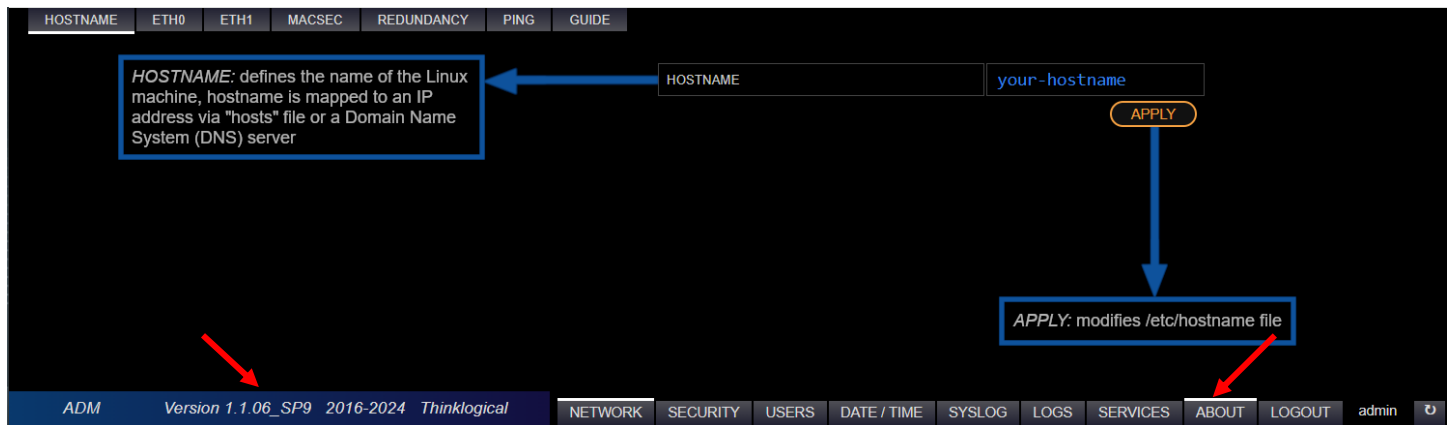 HOSTNAME ETH0 ETH1 MACSEC REDUNDANCY PING GUIDE
HOSTNAME: defines the name of the Linux
machine, hostname is mapped to an IP
address via "hosts" file or a Domain Name
System (DNS) server
HOSTNAME your-hostname
APPLY
APPLY: modifies /etc/hostname file
ADM Version 1.1.06_SP9 2016-2024 Thinklogical NETWORK SECURITY USERS DATE / TIME SYSLOG LOGS SERVICES ABOUT LOGOUT admin ↻